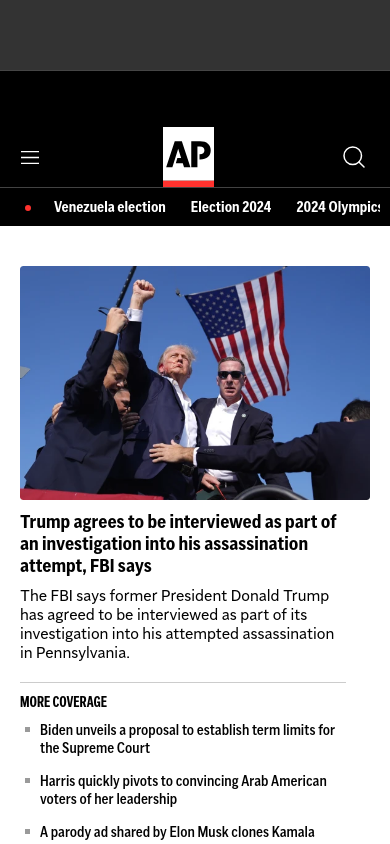 AP
Venezuela election
Election 2024
2024 Olympics
Trump agrees to be interviewed as part of
an investigation into his assassination
attempt, FBI says
The FBI says former President Donald Trump
has agreed to be interviewed as part of its
investigation into his attempted assassination
in Pennsylvania.
MORE COVERAGE
Biden unveils a proposal to establish term limits for
the Supreme Court
Harris quickly pivots to convincing Arab American
voters of her leadership
A parody ad shared by Elon Musk clones Kamala